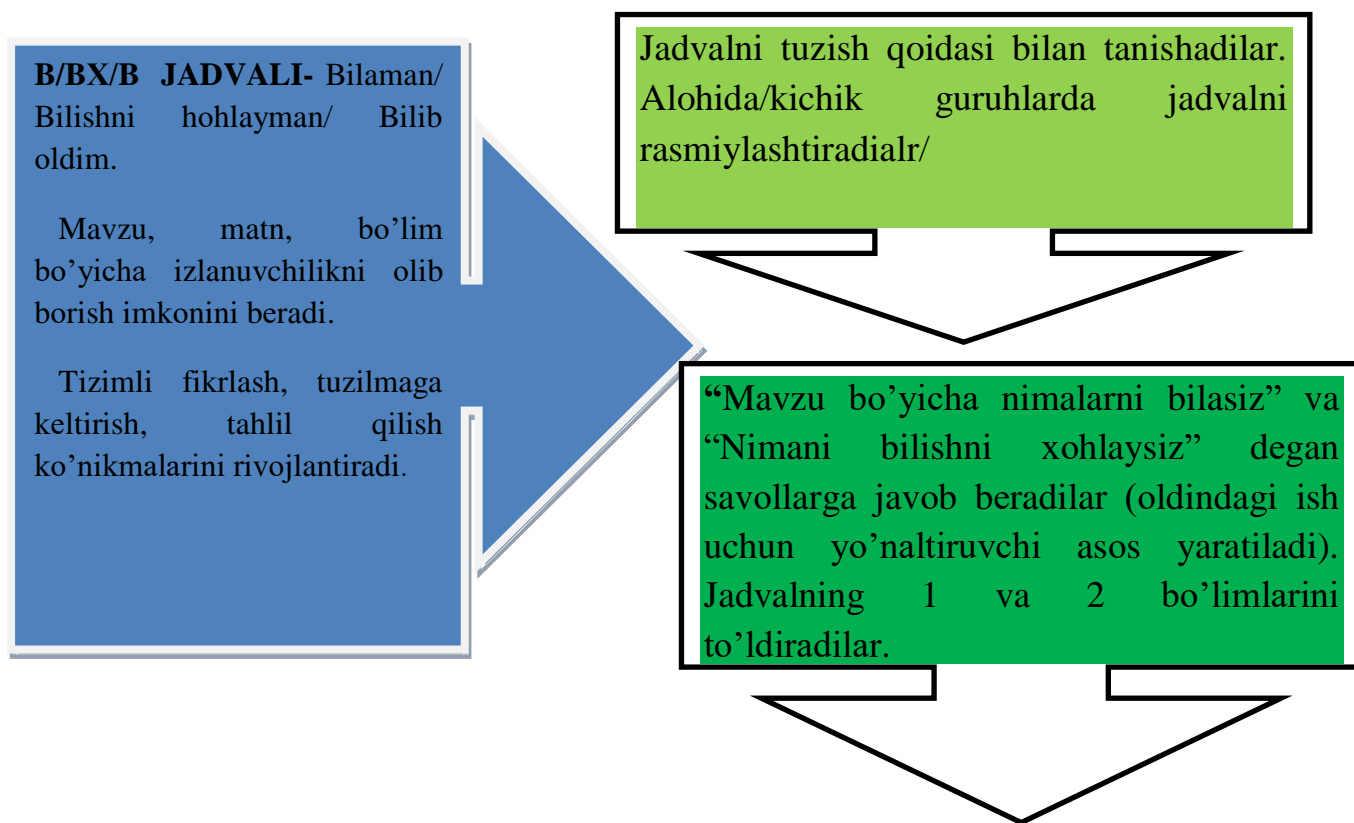 B/BX/B JADVALI- Bilaman/
Bilishni hohlayman/ Bilib
oldim.
Mavzu, matn, bo’lim
bo’yicha izlanuvchilikni olib
borish imkonini beradi.
Tizimli fikrlash, tuzilmaga
keltirish, tahlil qilish
ko’nikmalarini rivojlantiradi.
Jadvalni tuzish qoidasi bilan tanishadilar.
Alohida/kichik guruhlarda jadvalni
rasmiylashtiradialr/
“Mavzu bo’yicha nimalarni bilasiz” va
“Nimani bilishni xohlaysiz” degan
savollarga javob beradilar (oldindagi ish
uchun yo’naltiruvchi asos yaratiladi).
Jadvalning 1 va 2 bo’limlarini
to’ldiradilar.